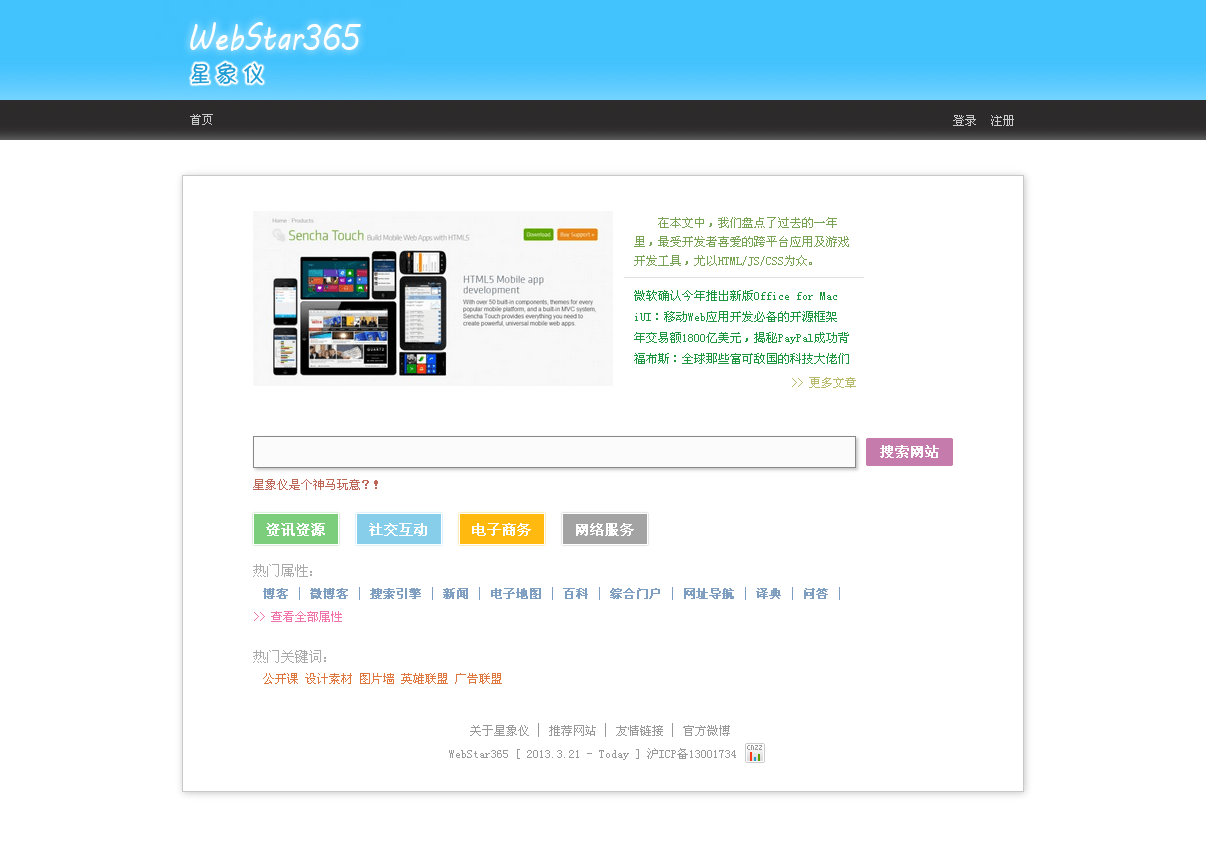 WebStar365
星象仪
首页
登录 注册
Home Products
Sencha Touch Build Mobile Web Apps with HTML5
Download Buy Support »
HTML5 Mobile app
development
With over 50 built-in components, themes for every
popular mobile platform, and a built-in MVC system,
Sencha Touch provides everything you need to
create powerful, universal mobile web apps.
在本文中，我们盘点了过去的一年
里，最受开发者喜爱的跨平台应用及游戏
开发工具，尤以HTML/JS/CSS为众。
微软确认今年推出新版Office for Mac
iUI：移动Web应用开发必备的开源框架
年交易额1800亿美元，揭秘PayPal成功背
福布斯：全球那些富可敌国的科技大佬们
>> 更多文章
搜索网站
星象仪是个神马玩意？！
资讯资源 社交互动 电子商务 网络服务
热门属性：
博客 | 微博客 | 搜索引擎 | 新闻 | 电子地图 | 百科 | 综合门户 | 网址导航 | 译典 | 问答 |
>> 查看全部属性
热门关键词：
公开课 设计素材 图片墙 英雄联盟 广告联盟
关于星象仪 | 推荐网站 | 友情链接 | 官方微博
WebStar365 [ 2013.3.21 - Today ] 沪ICP备13001734 CNZZ